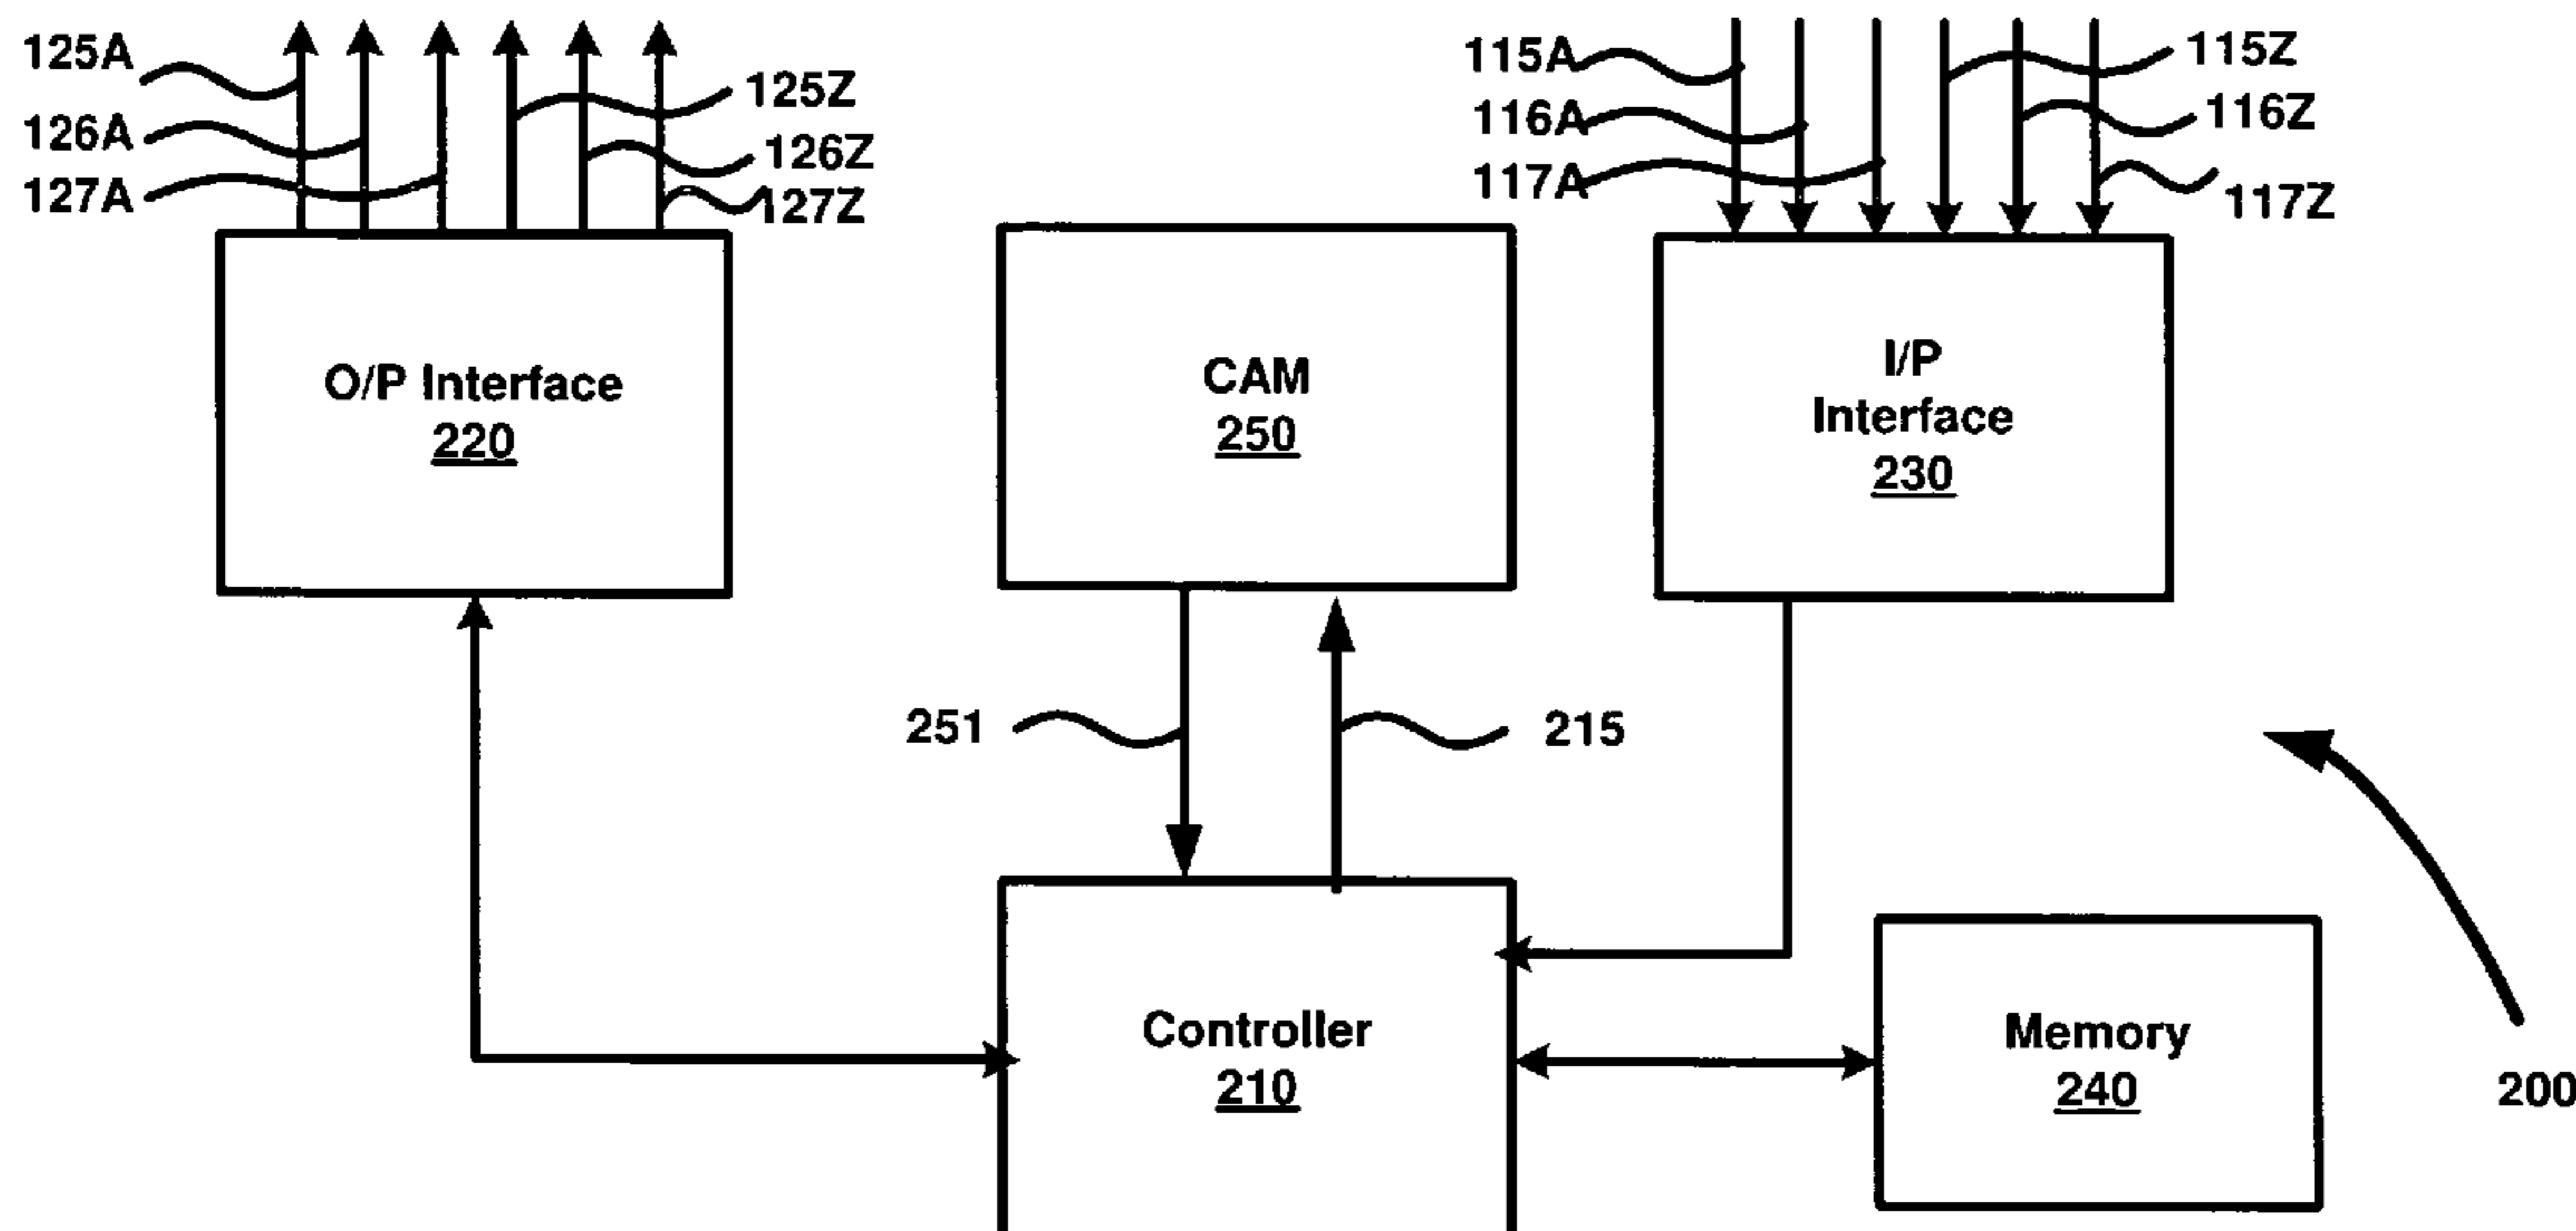 125A
126A
127A
125Z
126Z
127Z
115A
116A
117A
115Z
116Z
117Z
O/P Interface
220
CAM
250
I/P
Interface
230
251
215
Controller
210
Memory
240
200